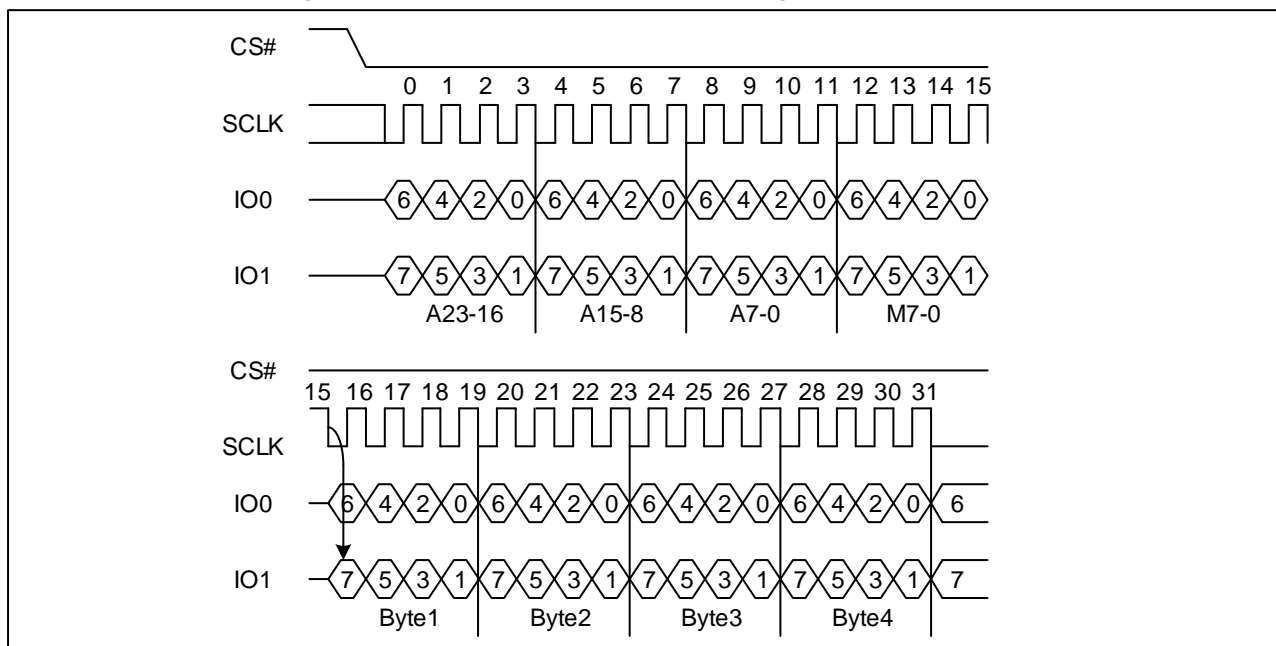 CS#
0 1 2 3 4 5 6 7 8 9 10 11 12 13 14 15
SCLK
IO0 6 4 2 0 6 4 2 0 6 4 2 0 6 4 2 0
IO1 7 5 3 1 7 5 3 1 7 5 3 1 7 5 3 1
A23-16 A15-8 A7-0 M7-0
CS#
15 16 17 18 19 20 21 22 23 24 25 26 27 28 29 30 31
SCLK
IO0 6 4 2 0 6 4 2 0 6 4 2 0 6 4 2 0 6
IO1 7 5 3 1 7 5 3 1 7 5 3 1 7 5 3 1 7
Byte1 Byte2 Byte3 Byte4